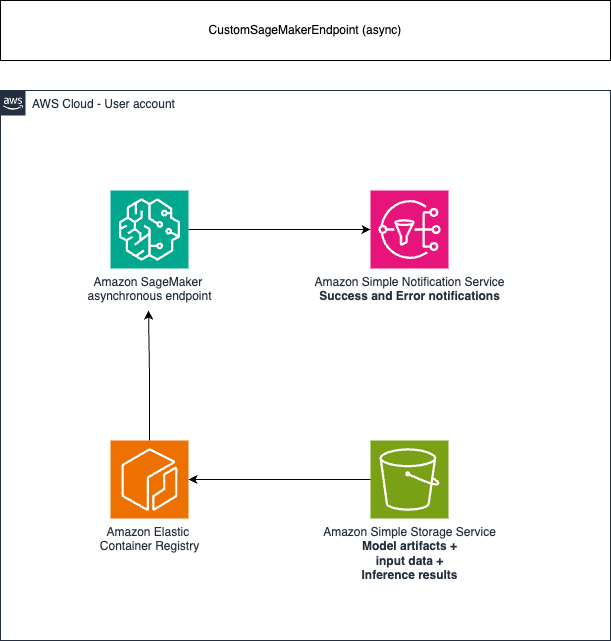 CustomSageMakerEndpoint (async)
aws
AWS Cloud - User account
Amazon SageMaker
asynchronous endpoint
Amazon Simple Notification Service
Success and Error notifications
Amazon Elastic
Container Registry
Amazon Simple Storage Service
Model artifacts +
input data +
Inference results